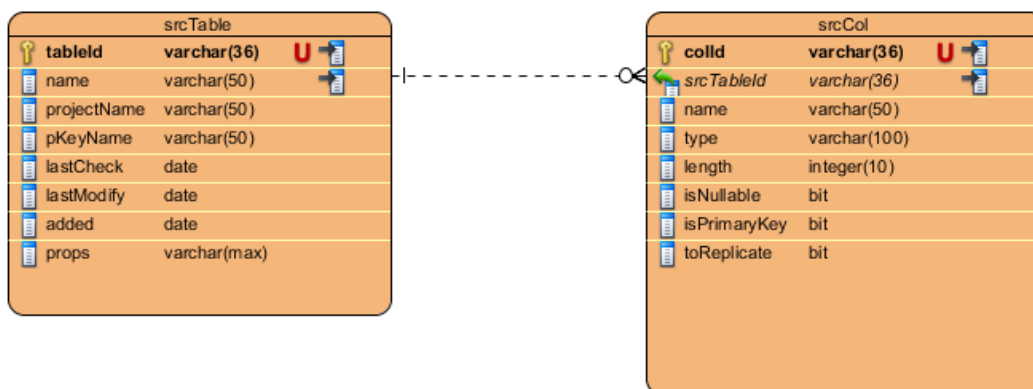 srcTable
tableId varchar(36) U
name varchar(50)
projectName varchar(50)
pKeyName varchar(50)
lastCheck date
lastModify date
added date
props varchar(max)
srcCol
colId varchar(36) U
srcTableId varchar(36)
name varchar(50)
type varchar(100)
length integer(10)
isNullable bit
isPrimaryKey bit
toReplicate bit